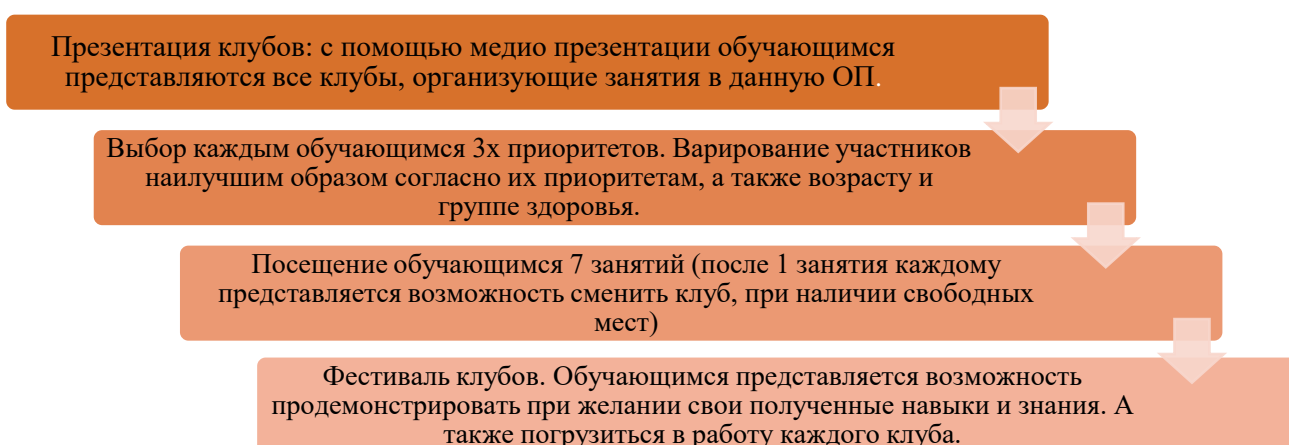 Презентация клубов: с помощью медио презентации обучающимся
представляются все клубы, организующие занятия в данную ОП.
Выбор каждым обучающимся 3х приоритетов. Варирование участников
наилучшим образом согласно их приоритетам, а также возрасту и
группе здоровья.
Посещение обучающимся 7 занятий (после 1 занятия каждому
представляется возможность сменить клуб, при наличии свободных
мест)
Фестиваль клубов. Обучающимся представляется возможность
продемонстрировать при желании свои полученные навыки и знания. А
также погрузиться в работу каждого клуба.